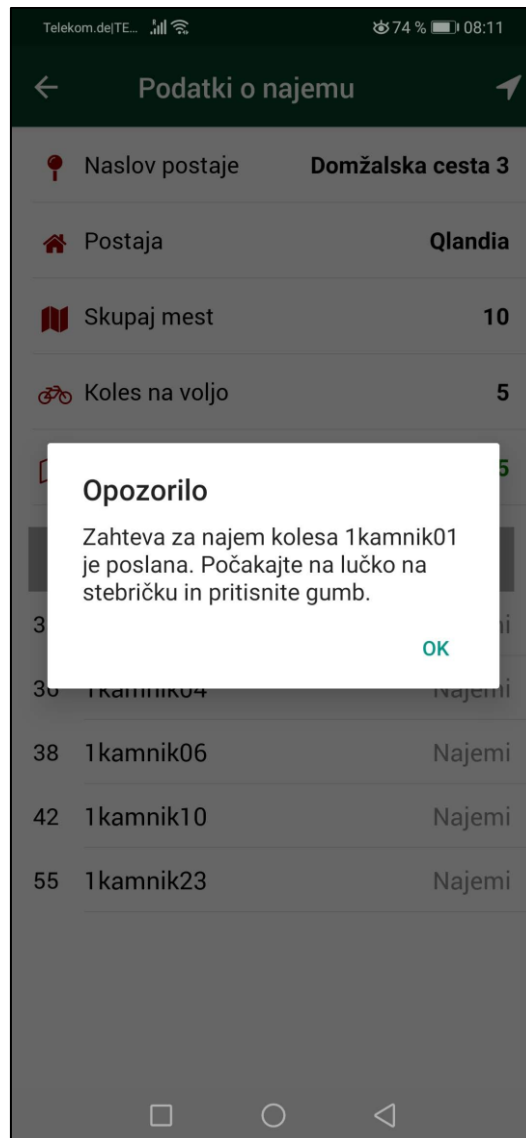 Telekom.de|TE... 74 % 08:11
Podatki o najemu
Naslov postaje Domžalska cesta 3
Postaja Qlandia
Skupaj mest 10
Koles na voljo 5
5
Opozorilo
Zahteva za najem kolesa 1kamnik01
je poslana. Počakajte na lučko na
stebričku in pritisnite gumb.
OK
1kamnik04 Najemi
38 1kamnik06 Najemi
42 1kamnik10 Najemi
55 1kamnik23 Najemi